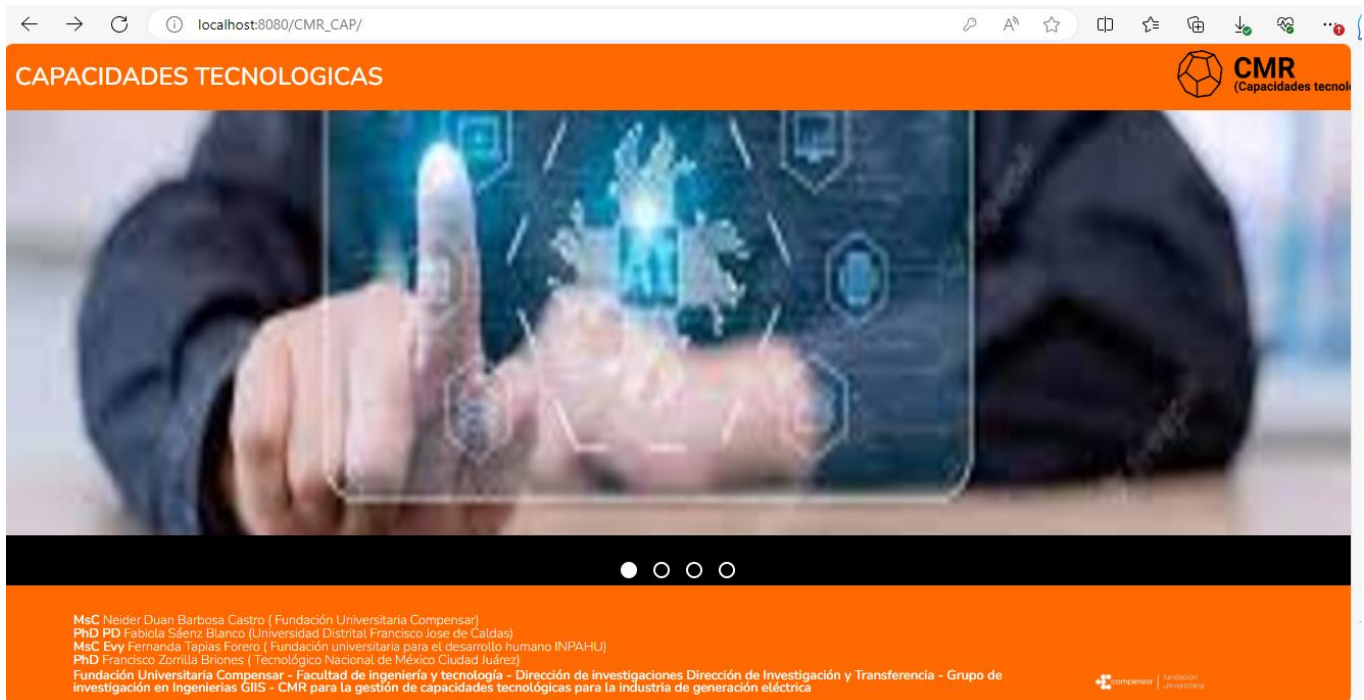 localhost:8080/CMR_CAP/
CAPACIDADES TECNOLOGICAS
CMR
(Capacidades tecnol
AI
MsC Neider Duan Barbosa Castro ( Fundación Universitaria Compensar)
PhD PD Fabiola Sáenz Blanco (Universidad Distrital Francisco Jose de Caldas)
MsC Evy Fernanda Tapias Forero ( Fundación universitaria para el desarrollo humano INPAHU)
PhD Francisco Zorrilla Briones ( Tecnológico Nacional de México Ciudad Juárez)
Fundación Universitaria Compensar - Facultad de ingeniería y tecnología - Dirección de investigaciones Dirección de Investigación y Transferencia - Grupo de
investigación en Ingenierias GIIS - CMR para la gestión de capacidades tecnológicas para la industria de generación eléctrica
compensar | fundación
universitaria